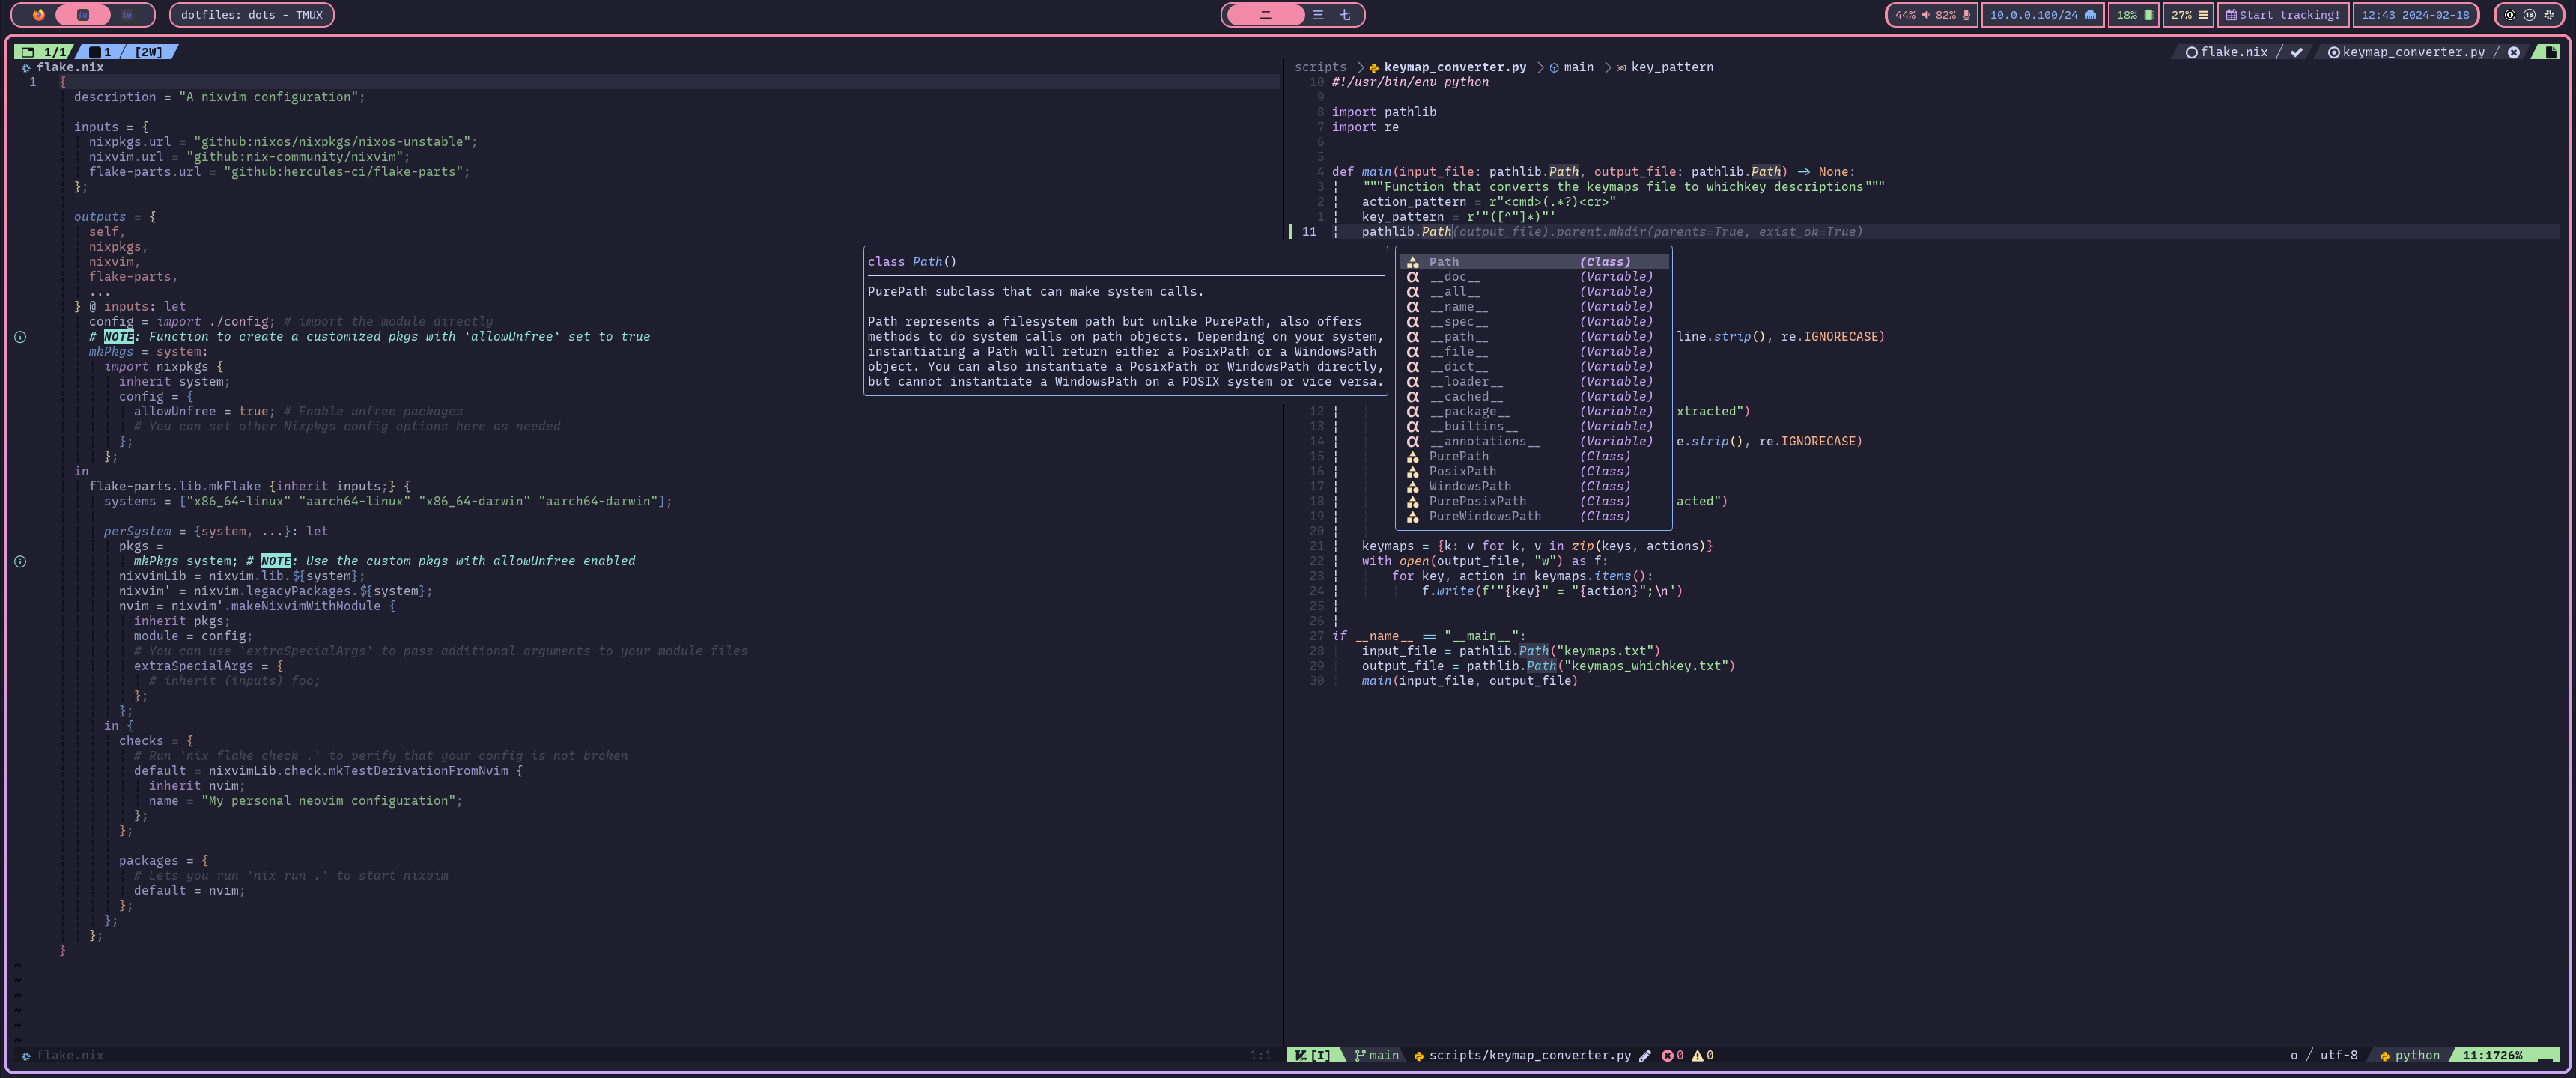 dotfiles: dots - TMUX
二 三 七
44% 82%
10.0.0.100/24
18%
27%
Start tracking!
12:43 2024-02-18
1/1 1 [2W]
flake.nix
keymap_converter.py
flake.nix
1 {
description = "A nixvim configuration";
inputs = {
nixpkgs.url = "github:nixos/nixpkgs/nixos-unstable";
nixvim.url = "github:nix-community/nixvim";
flake-parts.url = "github:hercules-ci/flake-parts";
};
outputs = {
self,
nixpkgs,
nixvim,
flake-parts,
...
} @ inputs: let
config = import ./config; # import the module directly
# NOTE: Function to create a customized pkgs with `allowUnfree` set to true
mkPkgs = system:
import nixpkgs {
inherit system;
config = {
allowUnfree = true; # Enable unfree packages
# You can set other Nixpkgs config options here as needed
};
};
in
flake-parts.lib.mkFlake {inherit inputs;} {
systems = ["x86_64-linux" "aarch64-linux" "x86_64-darwin" "aarch64-darwin"];
perSystem = {system, ...}: let
pkgs =
mkPkgs system; # NOTE: Use the custom pkgs with allowUnfree enabled
nixvimLib = nixvim.lib.${system};
nixvim' = nixvim.legacyPackages.${system};
nvim = nixvim'.makeNixvimWithModule {
inherit pkgs;
module = config;
# You can use `extraSpecialArgs` to pass additional arguments to your module files
extraSpecialArgs = {
# inherit (inputs) foo;
};
};
in {
checks = {
# Run `nix flake check .` to verify that your config is not broken
default = nixvimLib.check.mkTestDerivationFromNvim {
inherit nvim;
name = "My personal neovim configuration";
};
};
packages = {
# Lets you run `nix run .` to start nixvim
default = nvim;
};
};
};
}
~
~
~
~
~
~
flake.nix 1:1
scripts > keymap_converter.py > main > key_pattern
10 #!/usr/bin/env python
9
8 import pathlib
7 import re
6
5
4 def main(input_file: pathlib.Path, output_file: pathlib.Path) -> None:
3 """Function that converts the keymaps file to whichkey descriptions"""
2 action_pattern = r"<cmd>(.*?)<cr>"
1 key_pattern = r'"([^"]*)"'
11 pathlib.Path(output_file).parent.mkdir(parents=True, exist_ok=True)
class Path()
PurePath subclass that can make system calls.
Path represents a filesystem path but unlike PurePath, also offers
methods to do system calls on path objects. Depending on your system,
instantiating a Path will return either a PosixPath or a WindowsPath
object. You can also instantiate a PosixPath or WindowsPath directly,
but cannot instantiate a WindowsPath on a POSIX system or vice versa.
Path (Class)
__doc__ (Variable)
__all__ (Variable)
__name__ (Variable)
__spec__ (Variable)
__path__ (Variable)
__file__ (Variable)
__dict__ (Variable)
__loader__ (Variable)
__cached__ (Variable)
__package__ (Variable)
__builtins__ (Variable)
__annotations__ (Variable)
PurePath (Class)
PosixPath (Class)
WindowsPath (Class)
PurePosixPath (Class)
PureWindowsPath (Class)
line.strip(), re.IGNORECASE)
12 xtracted")
13
14 e.strip(), re.IGNORECASE)
15
16
17
18 acted")
19
20
21 keymaps = {k: v for k, v in zip(keys, actions)}
22 with open(output_file, "w") as f:
23 for key, action in keymaps.items():
24 f.write(f'"{key}" = "{action}";\n')
25
26
27 if __name__ == "__main__":
28 input_file = pathlib.Path("keymaps.txt")
29 output_file = pathlib.Path("keymaps_whichkey.txt")
30 main(input_file, output_file)
[I] main scripts/keymap_converter.py 0 0
o / utf-8 python 11:1726%